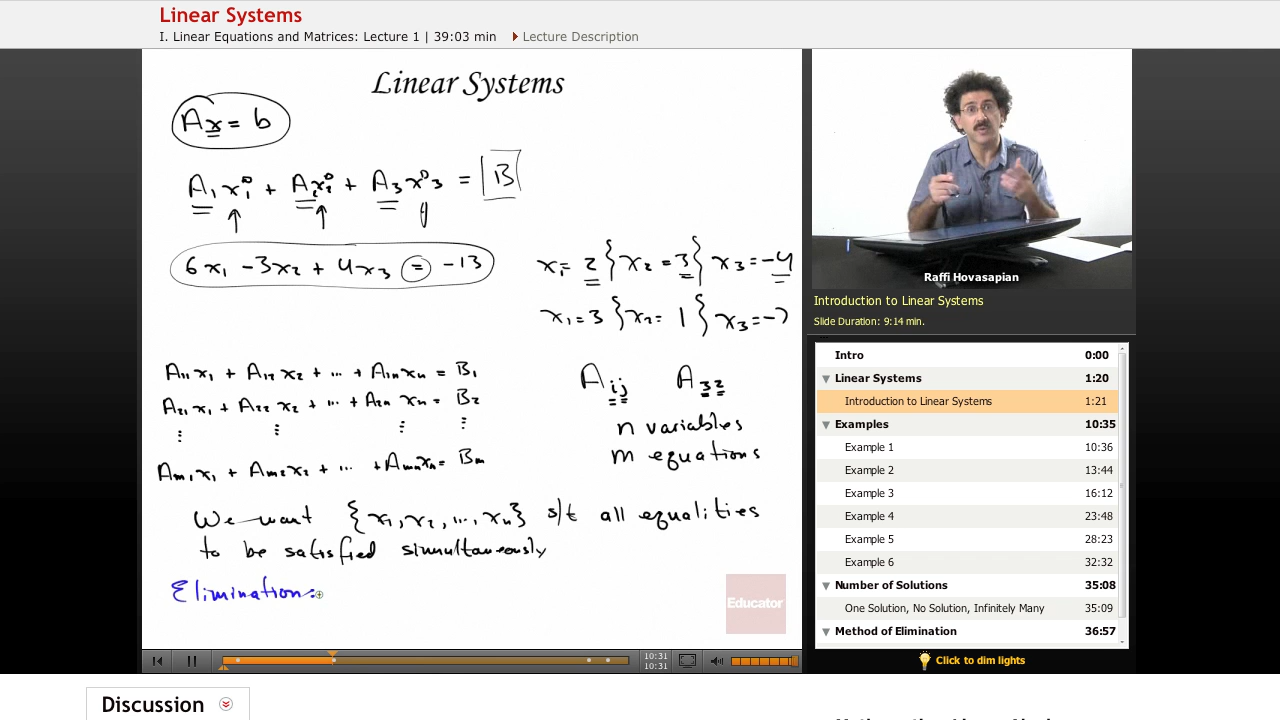 Linear Systems
I. Linear Equations and Matrices: Lecture 1 | 39:03 min
Lecture Description
Linear Systems
Ax = b
A₁x₁ + A₂x₂ + A₃x₃ = B
6x₁ - 3x₂ + 4x₃ = -13
x₁ = 2 } x₂ = 3 } x₃ = -4
x₁ = 3 } x₂ = 1 } x₃ = -7
A₁₁x₁ + A₁₂x₂ + ... + A₁ₙxₙ = B₁
A₂₁x₁ + A₂₂x₂ + ... + A₂ₙxₙ = B₂
⋮ ⋮ ⋮ ⋮
Aₘ₁x₁ + Aₘ₂x₂ + ... + Aₘₙxₙ = Bₘ
Aᵢⱼ A₃₂
n variables
m equations
We want {x₁, x₂, ..., xₙ} s/t all equalities
to be satisfied simultaneously
Elimination:
Educator
10:31
10:31
Raffi Hovasapian
Introduction to Linear Systems
Slide Duration: 9:14 min.
Intro 0:00
Linear Systems 1:20
Introduction to Linear Systems 1:21
Examples 10:35
Example 1 10:36
Example 2 13:44
Example 3 16:12
Example 4 23:48
Example 5 28:23
Example 6 32:32
Number of Solutions 35:08
One Solution, No Solution, Infinitely Many 35:09
Method of Elimination 36:57
Click to dim lights
Discussion